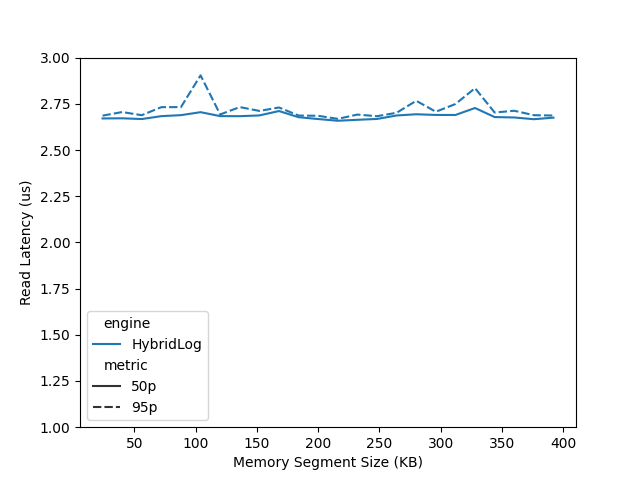 3.00
2.75
2.50
2.25
2.00
1.75
1.50
1.25
1.00
Read Latency (us)
engine
HybridLog
metric
50p
95p
50 100 150 200 250 300 350 400
Memory Segment Size (KB)